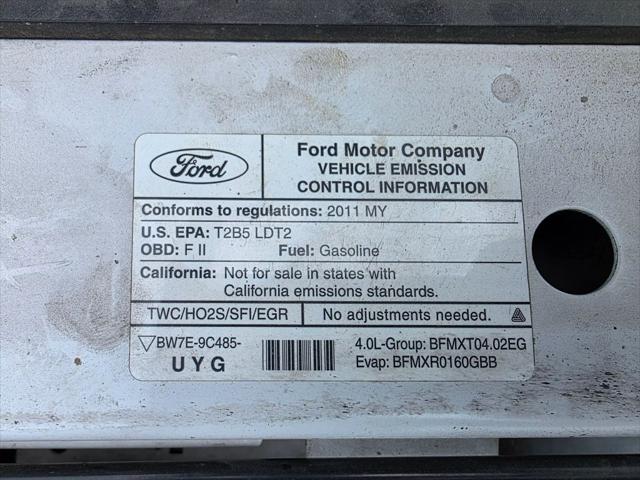 Ford
Ford Motor Company
VEHICLE EMISSION
CONTROL INFORMATION
Conforms to regulations: 2011 MY
U.S. EPA: T2B5 LDT2
OBD: F II Fuel: Gasoline
California: Not for sale in states with
California emissions standards.
TWC/HO2S/SFI/EGR No adjustments needed.
BW7E-9C485- 4.0L-Group: BFMXT04.02EG
U Y G Evap: BFMXR0160GBB